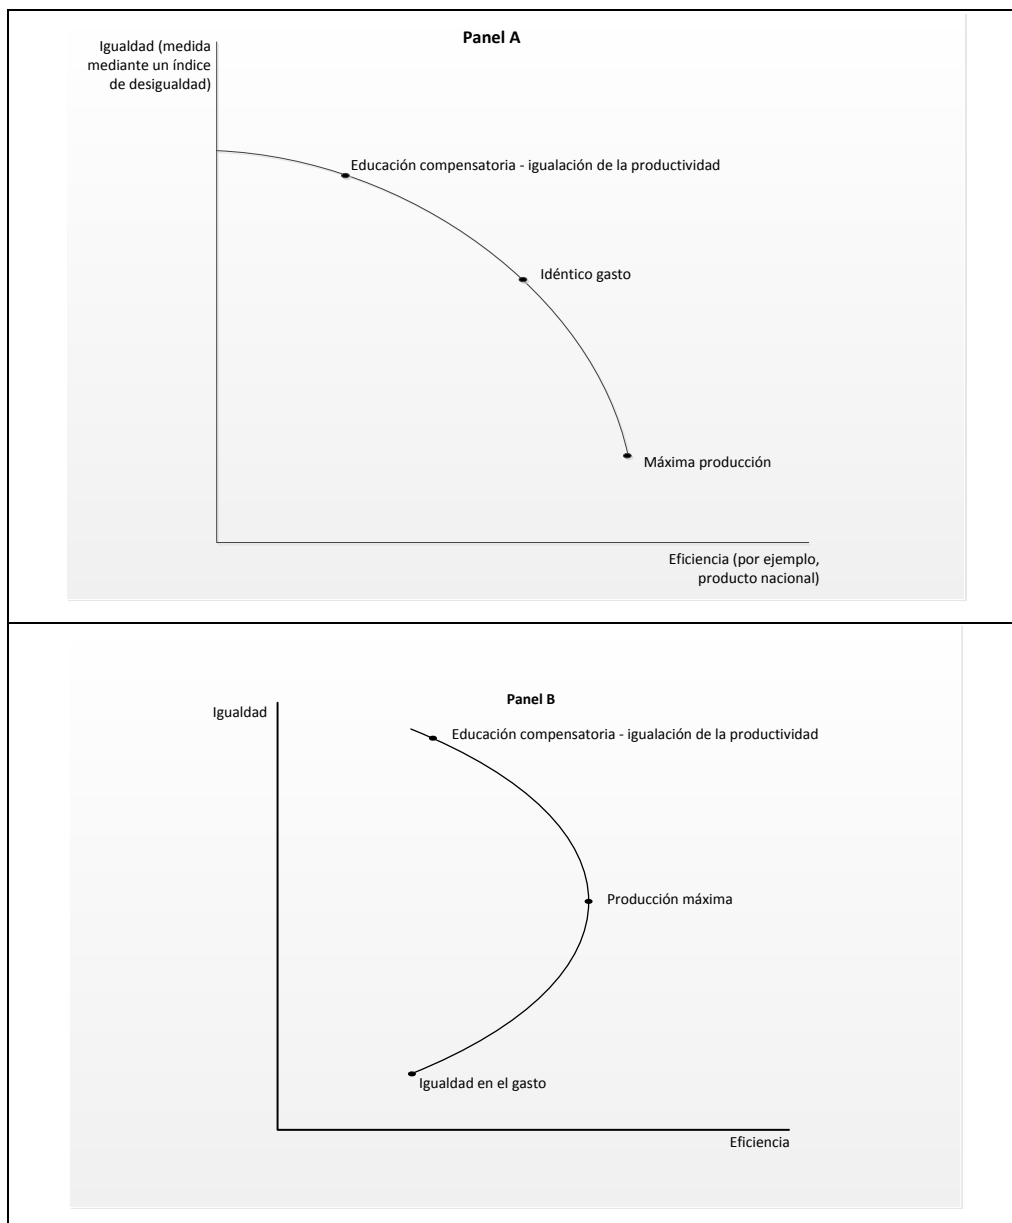 Panel A
Igualdad (medida
mediante un índice
de desigualdad)
Educación compensatoria - igualación de la productividad
Idéntico gasto
Máxima producción
Eficiencia (por ejemplo,
producto nacional)
Panel B
Igualdad
Educación compensatoria - igualación de la productividad
Producción máxima
Igualdad en el gasto
Eficiencia